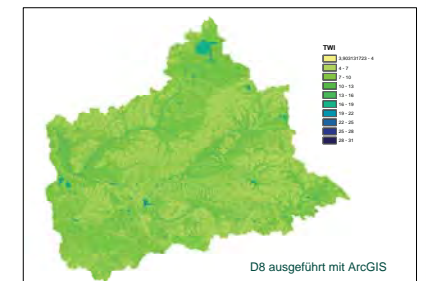 TWI
3,802131723 - 4
4 - 7
7 - 10
10 - 13
13 - 16
16 - 19
19 - 22
22 - 25
25 - 28
28 - 31
D8 ausgeführt mit ArcGIS